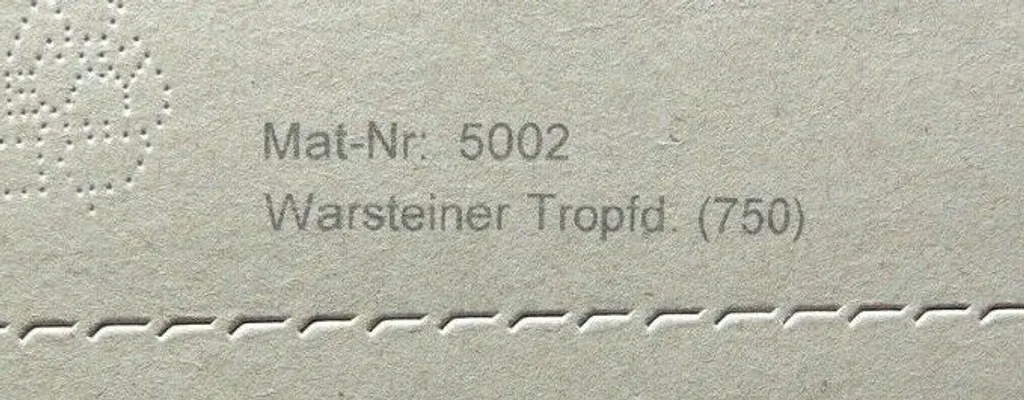 Mat-Nr: 5002
Warsteiner Tropfd. (750)